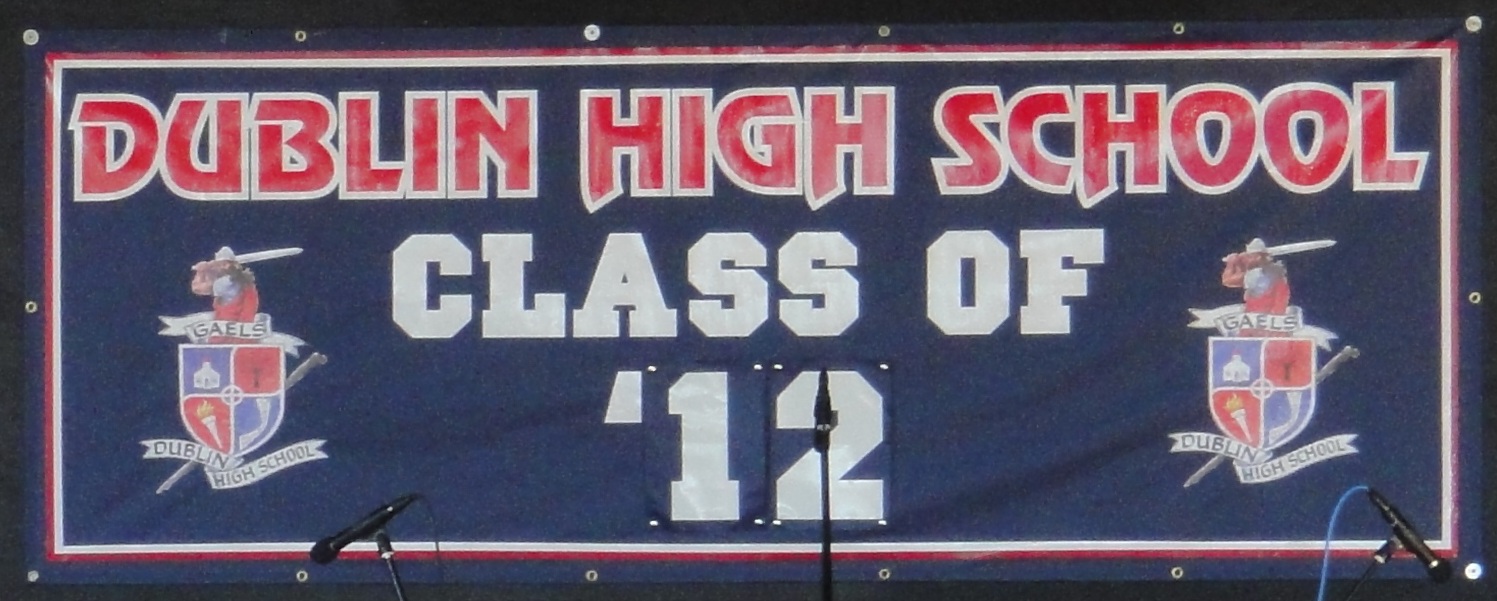 DUBLIN HIGH SCHOOL
CLASS OF
'12
GAELS
DUBLIN HIGH SCHOOL
GAELS
DUBLIN HIGH SCHOOL